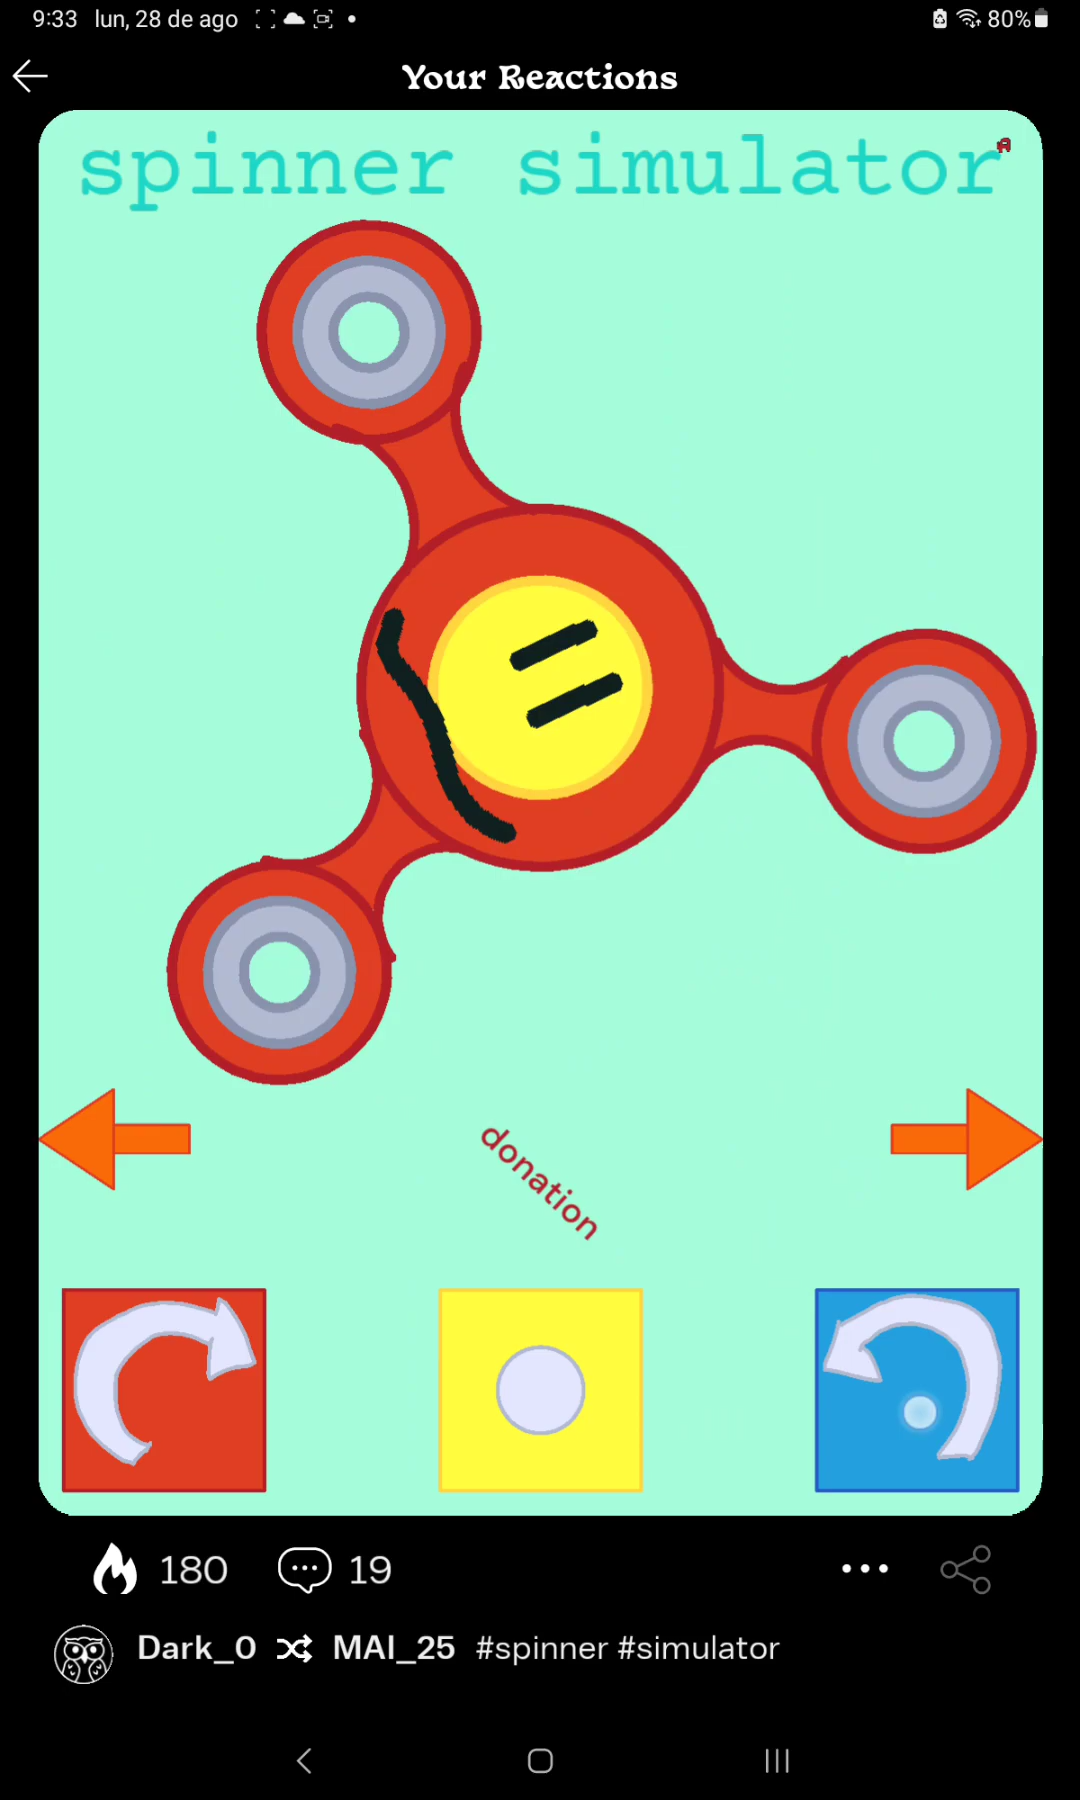 9:33 lun, 28 de ago 80%
Your Reactions
spinner simulator
donation
180 19
Dark_0 MAI_25 #spinner #simulator